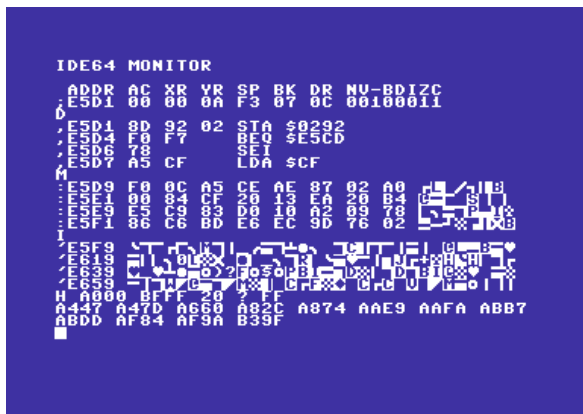 IDE64 MONITOR
ADDR AC XR YR SP BK DR NV-BDIZC
;E5D1 00 00 0A F3 07 0C 00100011
D
,E5D1 8D 92 02 STA $0292
,E5D4 F0 F7 BEQ $E5CD
,E5D6 78 SEI
,E5D7 A5 CF LDA $CF
M
:E5D9 F0 0C A5 CE AE 87 02 A0
:E5E1 00 84 CF 20 13 EA 20 B4
:E5E9 E5 C9 83 D0 10 A2 09 78
:E5F1 86 C6 BD E6 EC 9D 76 02
I
'E5F9
'E619
'E639
'E659
H A000 BFFF 20 ? FF
A447 A47D A660 A82C A874 AAE9 AAFA ABB7
ABDD AF84 AF9A B39F